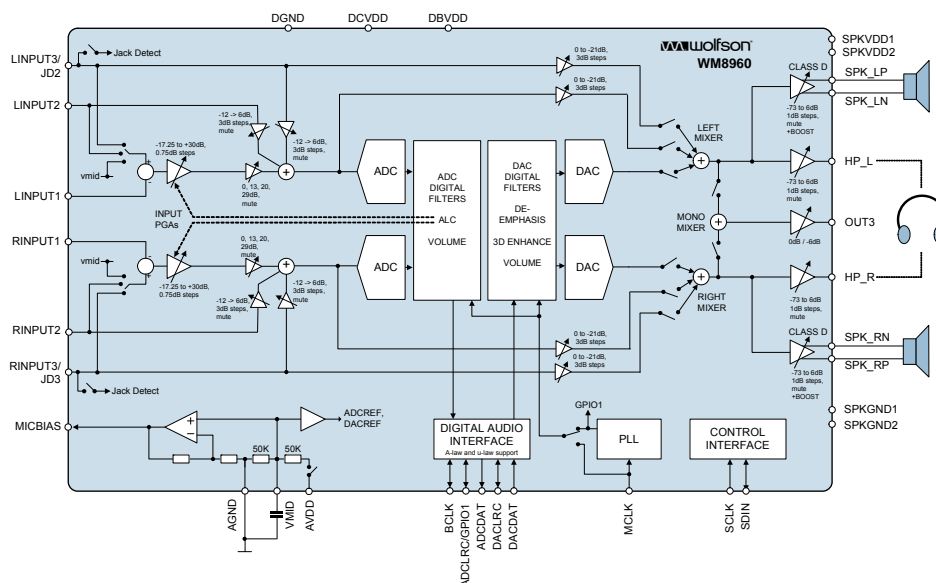 DGND
DCVDD
DBVDD
wolfson
WM8960
SPKVDD1
SPKVDD2
LINPUT3/
JD2
Jack Detect
0 to -21dB,
3dB steps
CLASS D
SPK_LP
SPK_LN
LINPUT2
0 to -21dB,
3dB steps
-12 -> 6dB,
3dB steps,
mute
-73 to 6dB
1dB steps,
mute
+BOOST
LEFT
MIXER
-17.25 to +30dB,
0.75dB steps
-12 -> 6dB,
3dB steps,
mute
+
-
vmid
+
+
ADC
ADC
DIGITAL
FILTERS
ALC
VOLUME
DAC
DIGITAL
FILTERS
DE-
EMPHASIS
3D ENHANCE
VOLUME
DAC
HP_L
LINPUT1
0, 13, 20,
29dB,
mute
-73 to 6dB
1dB steps,
mute
INPUT
PGAs
MONO
MIXER
+
OUT3
0dB / -6dB
RINPUT1
0, 13, 20,
29dB,
mute
vmid
-
+
+
ADC
DAC
+
HP_R
-17.25 to +30dB,
0.75dB steps
-12 -> 6dB,
3dB steps,
mute
-12 -> 6dB,
3dB steps,
mute
RIGHT
MIXER
-73 to 6dB
1dB steps,
mute
RINPUT2
CLASS D
SPK_RN
0 to -21dB,
3dB steps
RINPUT3/
JD3
SPK_RP
0 to -21dB,
3dB steps
-73 to 6dB
1dB steps,
mute
+BOOST
Jack Detect
GPIO1
SPKGND1
MICBIAS
+
-
ADCREF,
DACREF
SPKGND2
DIGITAL AUDIO
INTERFACE
A-law and u-law support
PLL
CONTROL
INTERFACE
50K
50K
AGND
VMID
AVDD
BCLK
ADCLRC/GPIO1
ADCDAT
DACLRC
DACDAT
MCLK
SCLK
SDIN